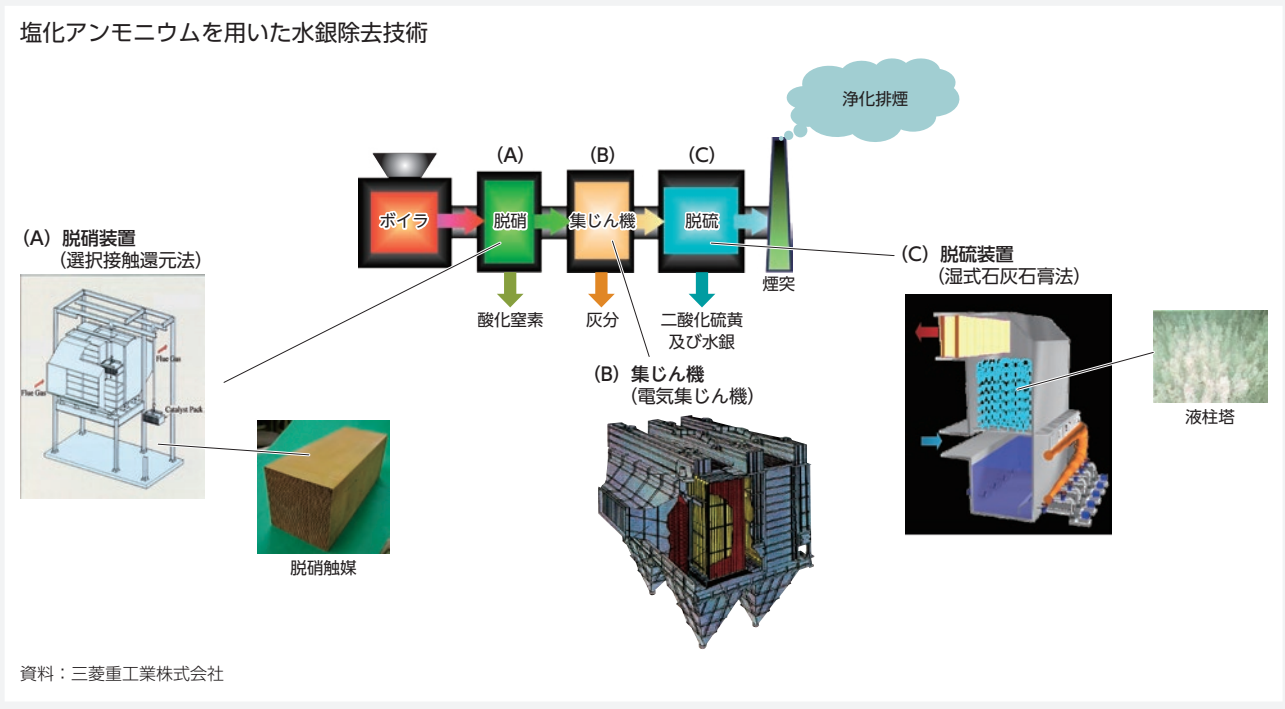 塩化アンモニウムを用いた水銀除去技術
浄化排煙
(A)
(B)
(C)
ボイラ
脱硝
集じん機
脱硫
煙突
酸化窒素
灰分
二酸化硫黄
及び水銀
(A) 脱硝装置
(選択接触還元法)
Flue Gas
Flue Gas
Catalyst Pack
脱硝触媒
(B) 集じん機
(電気集じん機)
(C) 脱硫装置
(湿式石灰石膏法)
液柱塔
資料：三菱重工業株式会社